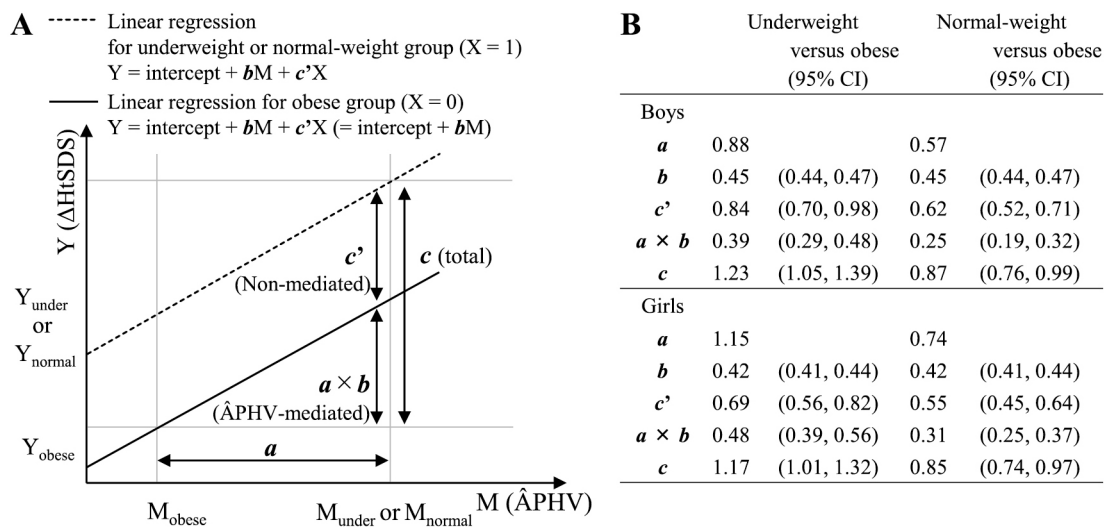 A
Linear regression
for underweight or normal-weight group (X = 1)
Y = intercept + bM + c’X
Linear regression for obese group (X = 0)
Y = intercept + bM + c’X (= intercept + bM)
Y (ΔHtSDS)
c’
(Non-mediated)
c (total)
Y_under
or
Y_normal
a × b
(ÂPHV-mediated)
Y_obese
a
M (ÂPHV)
M_obese
M_under or M_normal
B
Underweight Normal-weight
versus obese versus obese
(95% CI) (95% CI)
Boys
a 0.88 0.57
b 0.45 (0.44, 0.47) 0.45 (0.44, 0.47)
c’ 0.84 (0.70, 0.98) 0.62 (0.52, 0.71)
a × b 0.39 (0.29, 0.48) 0.25 (0.19, 0.32)
c 1.23 (1.05, 1.39) 0.87 (0.76, 0.99)
Girls
a 1.15 0.74
b 0.42 (0.41, 0.44) 0.42 (0.41, 0.44)
c’ 0.69 (0.56, 0.82) 0.55 (0.45, 0.64)
a × b 0.48 (0.39, 0.56) 0.31 (0.25, 0.37)
c 1.17 (1.01, 1.32) 0.85 (0.74, 0.97)